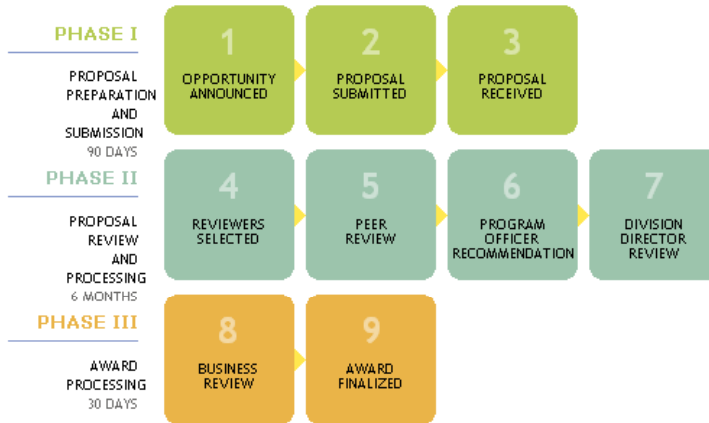 PHASE I
PROPOSAL
PREPARATION
AND
SUBMISSION
90 DAYS
1
OPPORTUNITY
ANNOUNCED
2
PROPOSAL
SUBMITTED
3
PROPOSAL
RECEIVED
PHASE II
PROPOSAL
REVIEW
AND
PROCESSING
6 MONTHS
4
REVIEWERS
SELECTED
5
PEER
REVIEW
6
PROGRAM
OFFICER
RECOMMENDATION
7
DIVISION
DIRECTOR
REVIEW
PHASE III
AWARD
PROCESSING
30 DAYS
8
BUSINESS
REVIEW
9
AWARD
FINALIZED